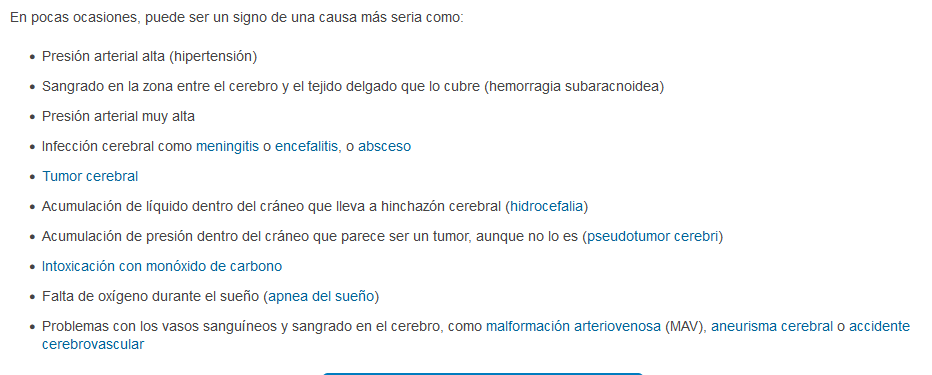 En pocas ocasiones, puede ser un signo de una causa más seria como:
• Presión arterial alta (hipertensión)
• Sangrado en la zona entre el cerebro y el tejido delgado que lo cubre (hemorragia subaracnoidea)
• Presión arterial muy alta
• Infección cerebral como meningitis o encefalitis, o absceso
• Tumor cerebral
• Acumulación de líquido dentro del cráneo que lleva a hinchazón cerebral (hidrocefalia)
• Acumulación de presión dentro del cráneo que parece ser un tumor, aunque no lo es (pseudotumor cerebri)
• Intoxicación con monóxido de carbono
• Falta de oxígeno durante el sueño (apnea del sueño)
• Problemas con los vasos sanguíneos y sangrado en el cerebro, como malformación arteriovenosa (MAV), aneurisma cerebral o accidente
cerebrovascular